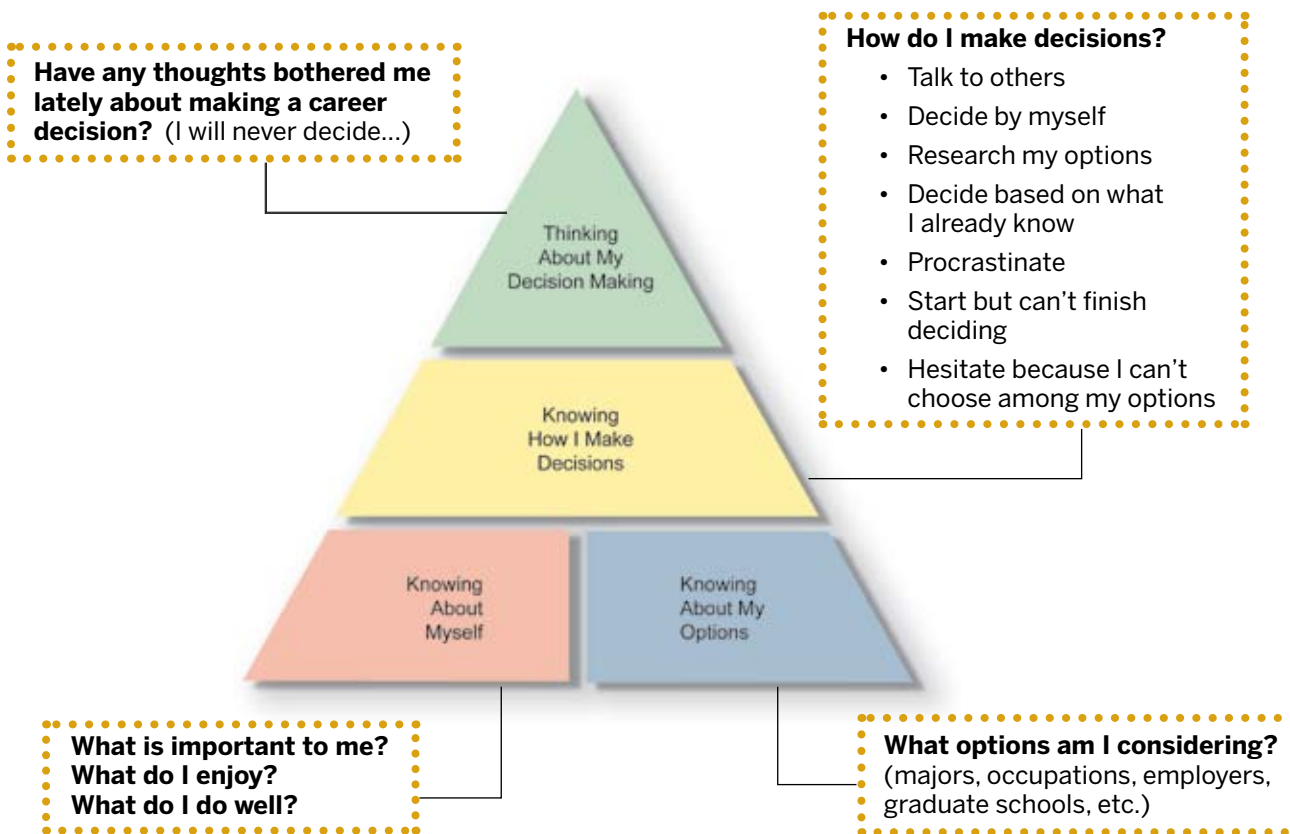 Have any thoughts bothered me
lately about making a career
decision? (I will never decide...)
How do I make decisions?
• Talk to others
• Decide by myself
• Research my options
• Decide based on what
I already know
• Procrastinate
• Start but can't finish
deciding
• Hesitate because I can't
choose among my options
Thinking
About My
Decision Making
Knowing
How I Make
Decisions
Knowing
About
Myself
Knowing
About My
Options
What is important to me?
What do I enjoy?
What do I do well?
What options am I considering?
(majors, occupations, employers,
graduate schools, etc.)